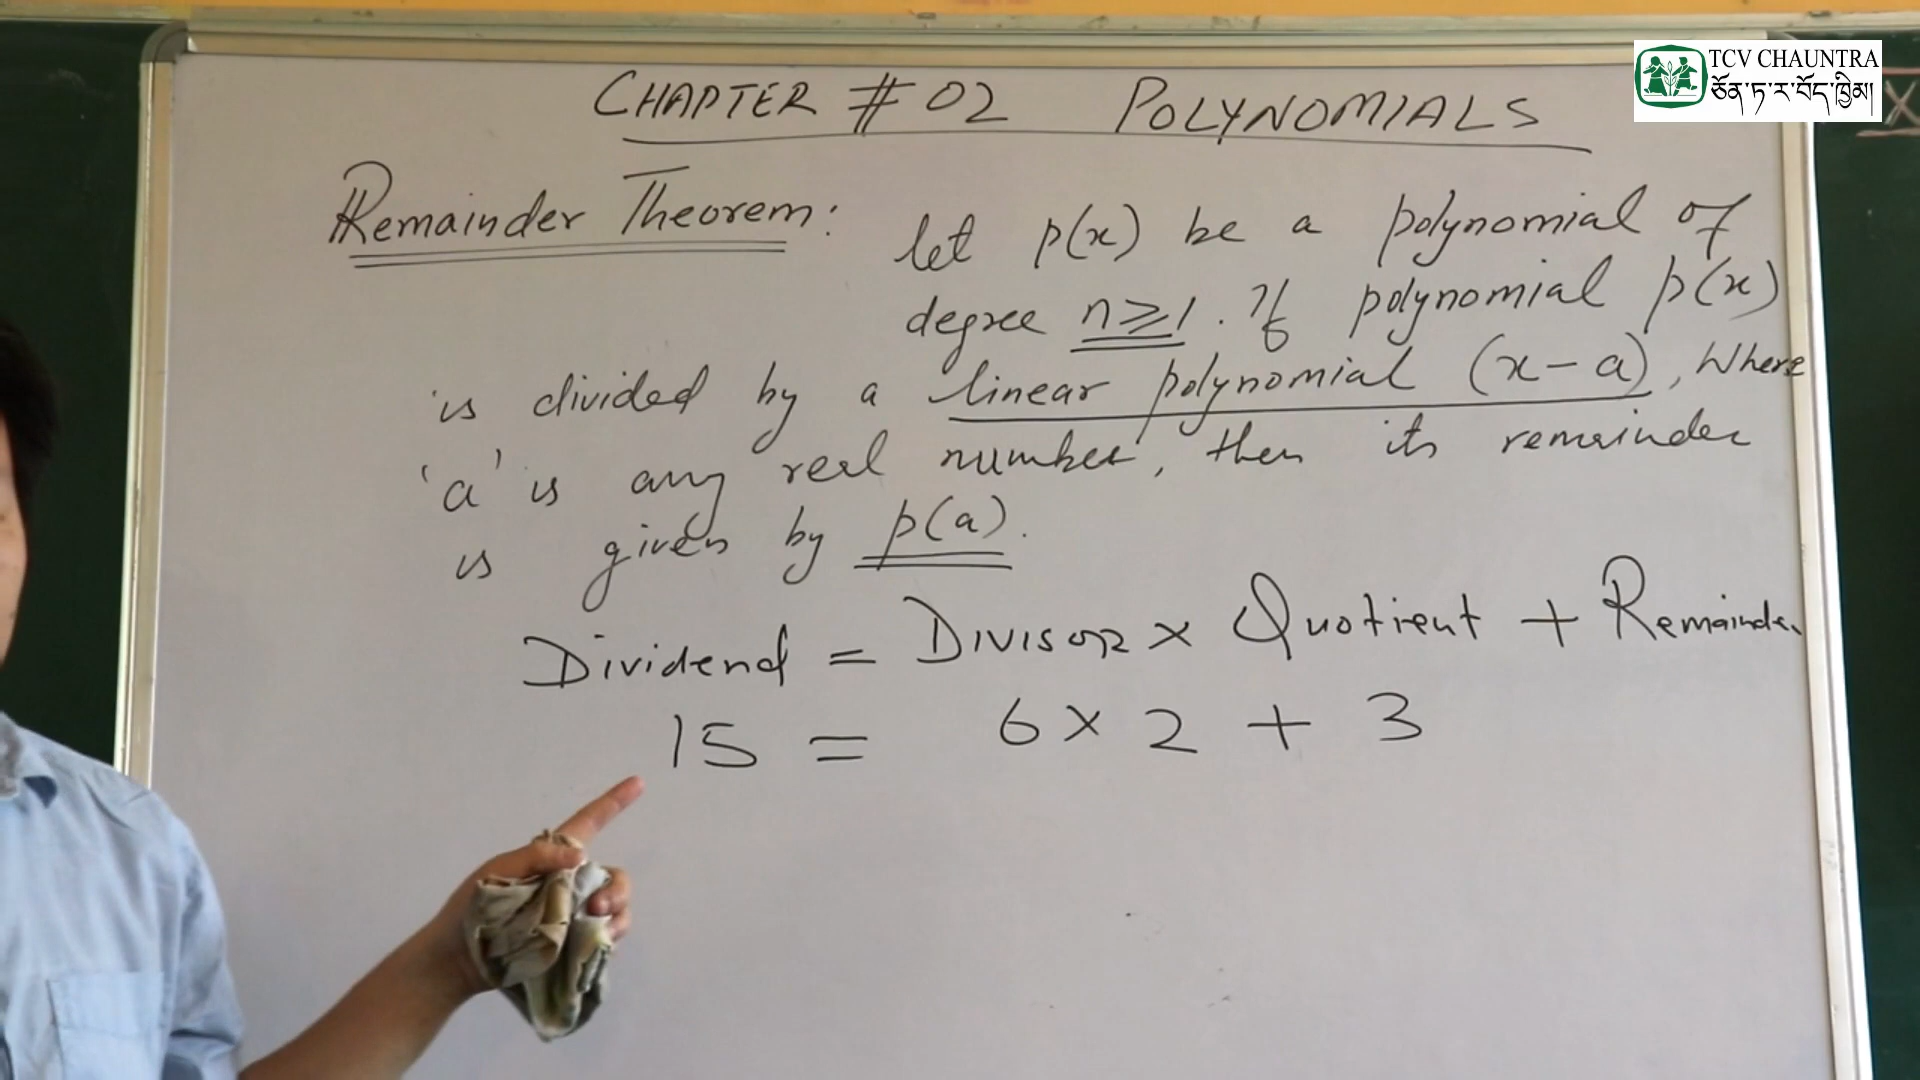 TCV CHAUNTRA
ཅོན་ཏ་ར་བོད་ཁྱིམ།
CHAPTER # 02 POLYNOMIALS
Remainder Theorem: let p(x) be a polynomial of
degree n≥1. If polynomial p(x)
is divided by a linear polynomial (x-a), Where
'a' is any real number, then its remainder
is given by p(a).
Dividend = DIVISOR × Quotient + Remainder
15 = 6 × 2 + 3